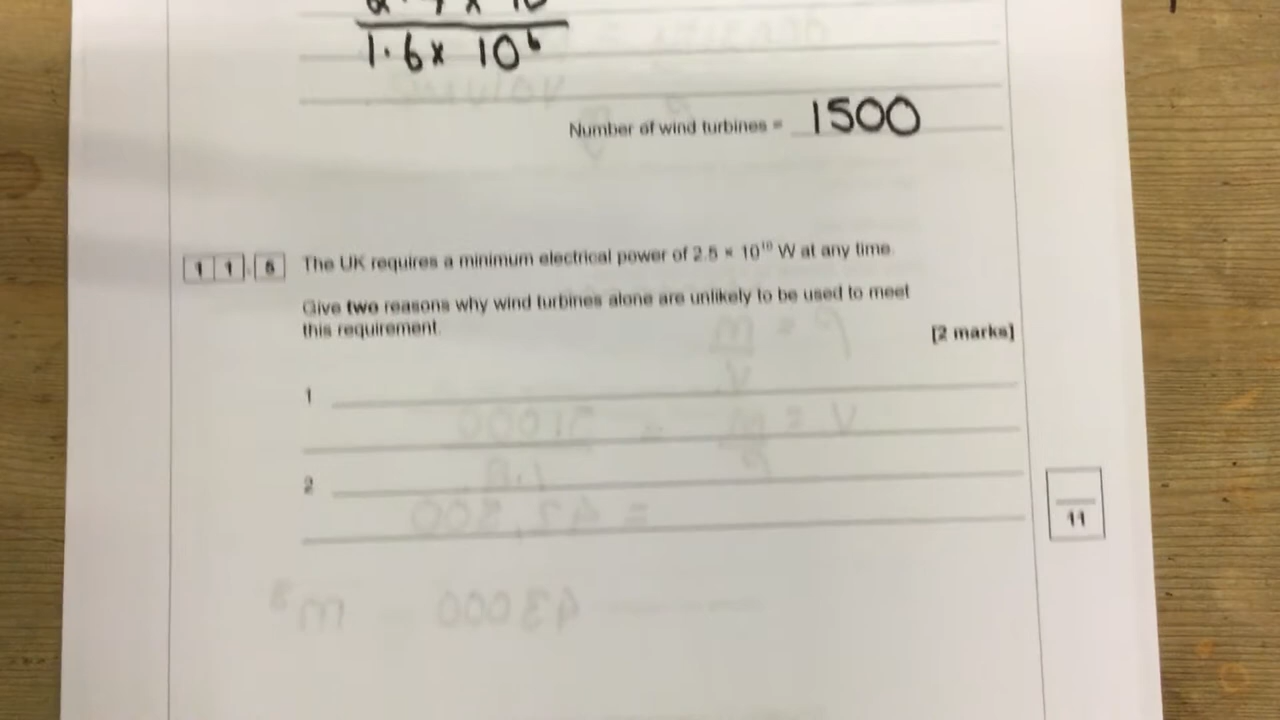 1.6 x 10⁶
Number of wind turbines = 1500
1 1 . 5 The UK requires a minimum electrical power of 2.5 × 10¹⁰ W at any time.
Give two reasons why wind turbines alone are unlikely to be used to meet
this requirement.
[2 marks]
1
2
11